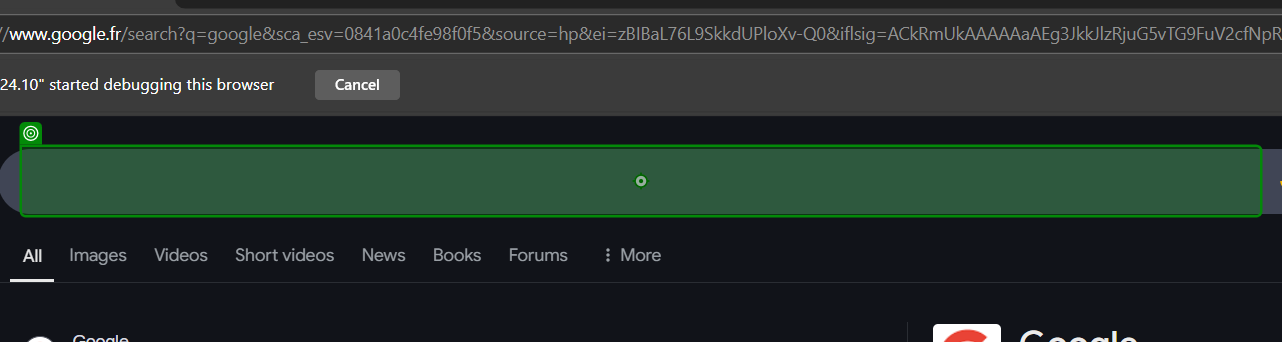 //www.google.fr/search?q=google&sca_esv=0841a0c4fe98f0f5&source=hp&ei=zBIBaL76L9SkkdUPloXv-Q0&iflsig=ACkRmUkAAAAAaAEg3JkkJlzRjuG5vTG9FuV2cfNpR
24.10" started debugging this browser Cancel
All Images Videos Short videos News Books Forums More
Google Google